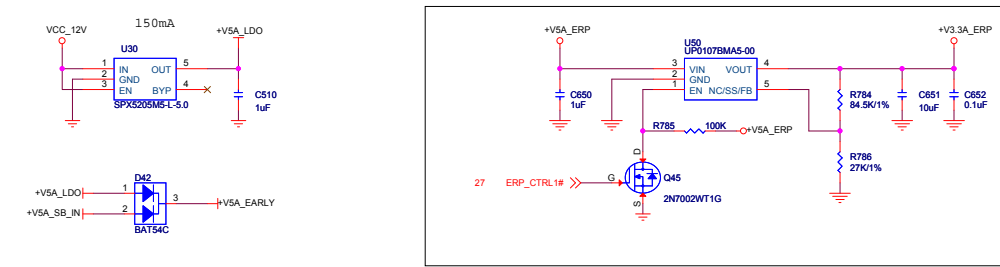 150mA
VCC_12V
+V5A_LDO
U30
1 IN OUT 5
2 GND
3 EN BYP 4
SPX5205M5-L-5.0
C510
1uF
D42
+V5A_LDO 1
3 +V5A_EARLY
+V5A_SB_IN 2
BAT54C
+V5A_ERP
+V3.3A_ERP
U50
UP0107BMA5-00
3 VIN VOUT 4
2 GND
1 EN NC/SS/FB 5
C650
1uF
R784
84.5K/1%
C651
10uF
C652
0.1uF
R785 100K +V5A_ERP
R786
27K/1%
D
27 ERP_CTRL1# G Q45
S 2N7002WT1G